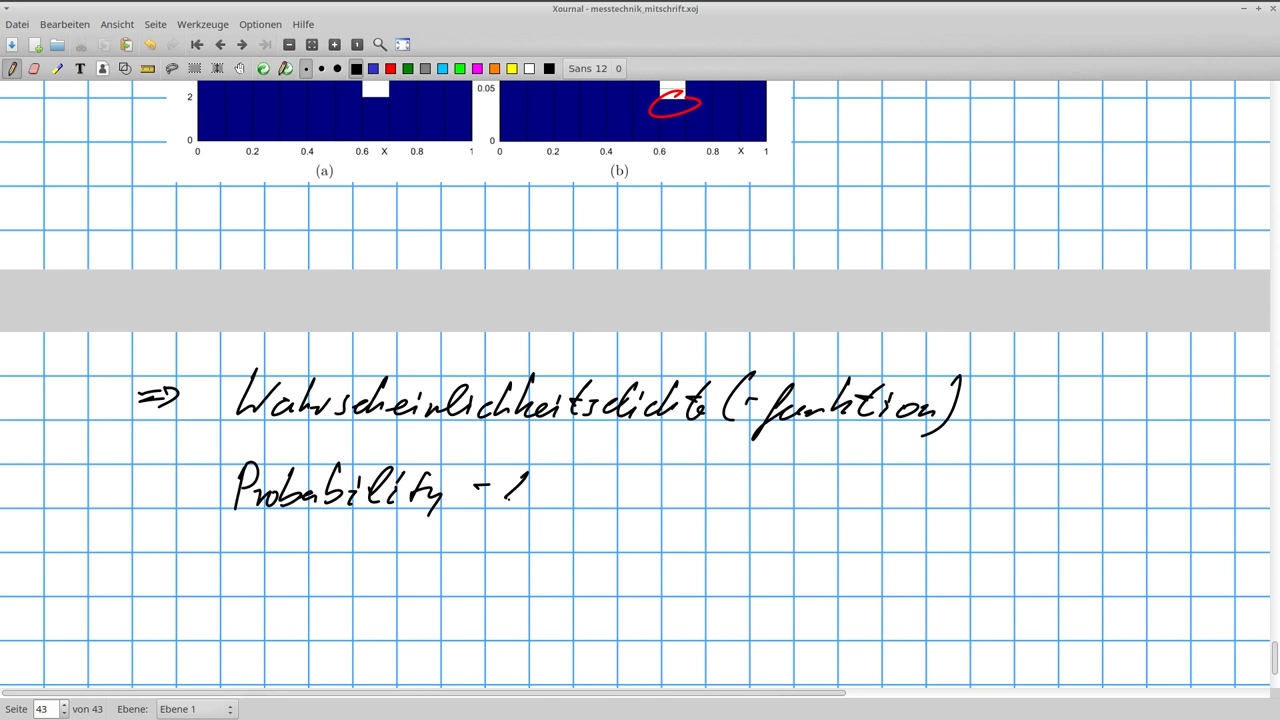 Xournal - messtechnik_mitschrift.xoj
Datei Bearbeiten Ansicht Seite Werkzeuge Optionen Hilfe
Sans 12 0
2
0
0 0.2 0.4 0.6 X 0.8 1
(a)
0.05
0
0 0.2 0.4 0.6 0.8 X 1
(b)
⇒ Wahrscheinlichkeitsdichte (-funktion)
Probability -
Seite 43 von 43 Ebene: Ebene 1